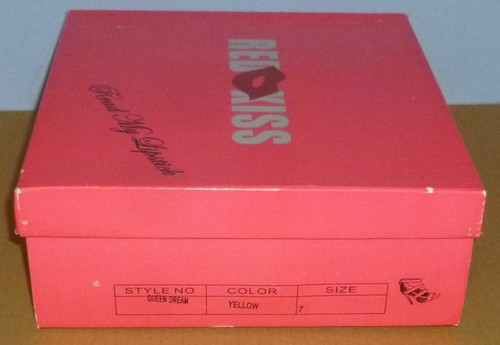 RED KISS
Read My Lipstick
STYLE NO COLOR SIZE
QUEEN DREAM YELLOW 7